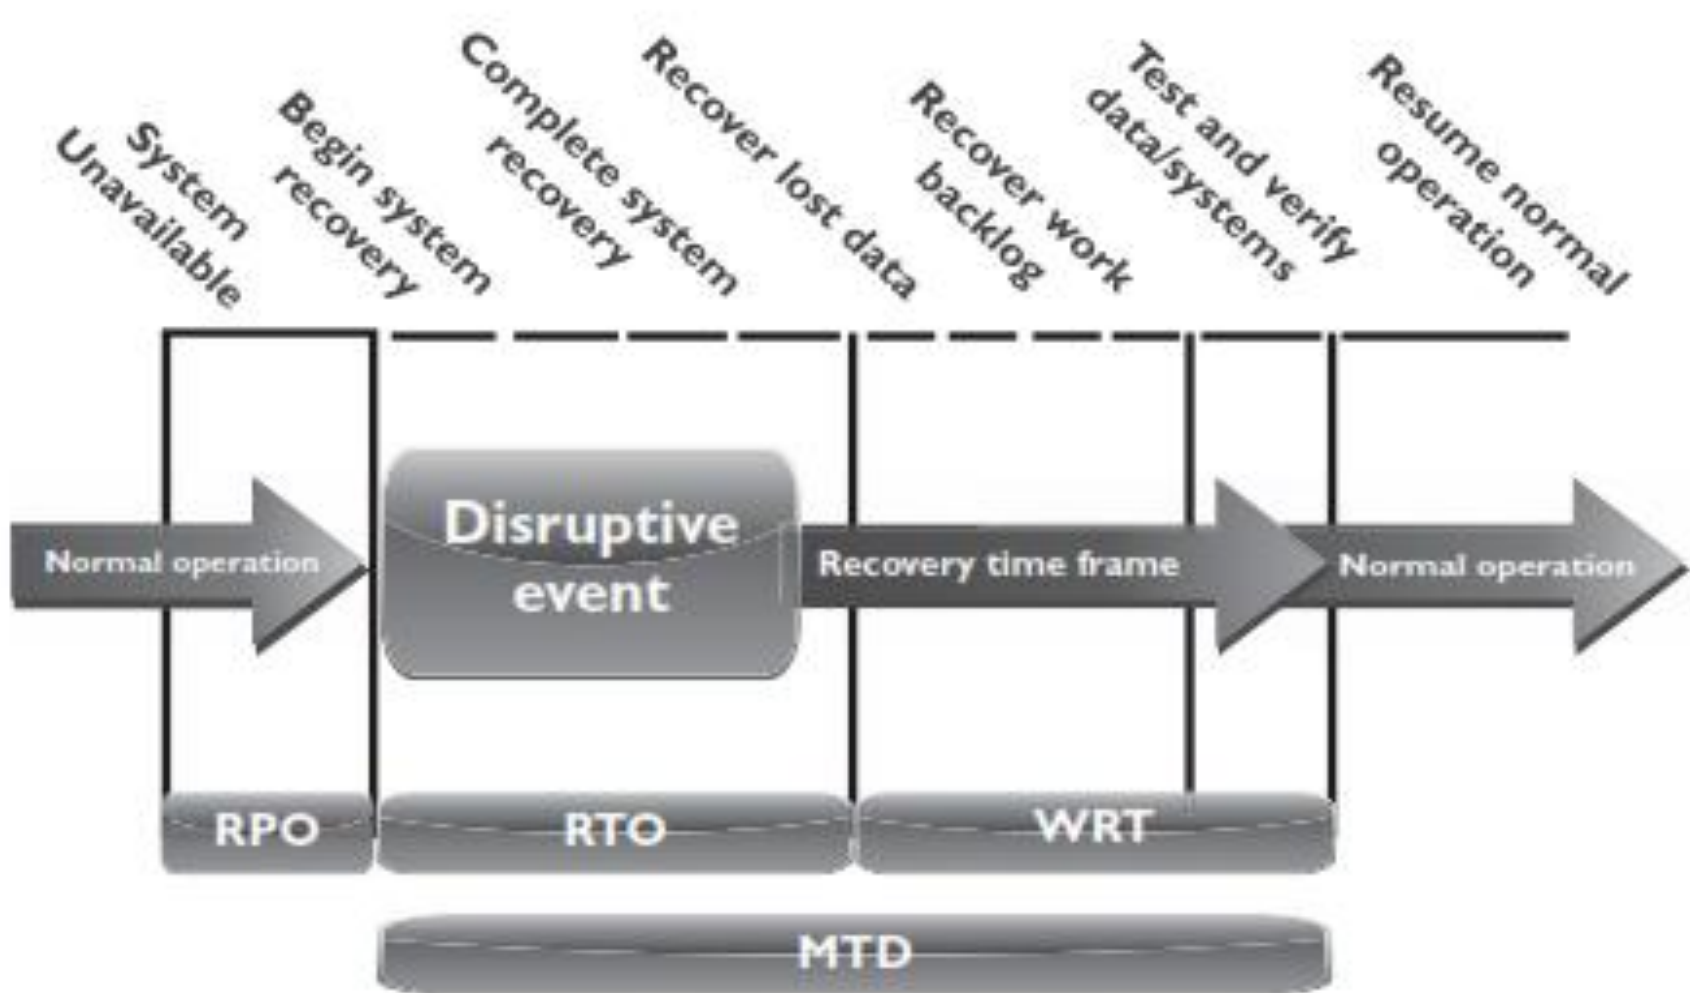 System
Unavailable
Begin system
recovery
Complete system
recovery
Recover lost data
Recover work
backlog
Test and verify
data/systems
Resume normal
operation
Normal operation
Disruptive
event
Recovery time frame
Normal operation
RPO
RTO
WRT
MTD